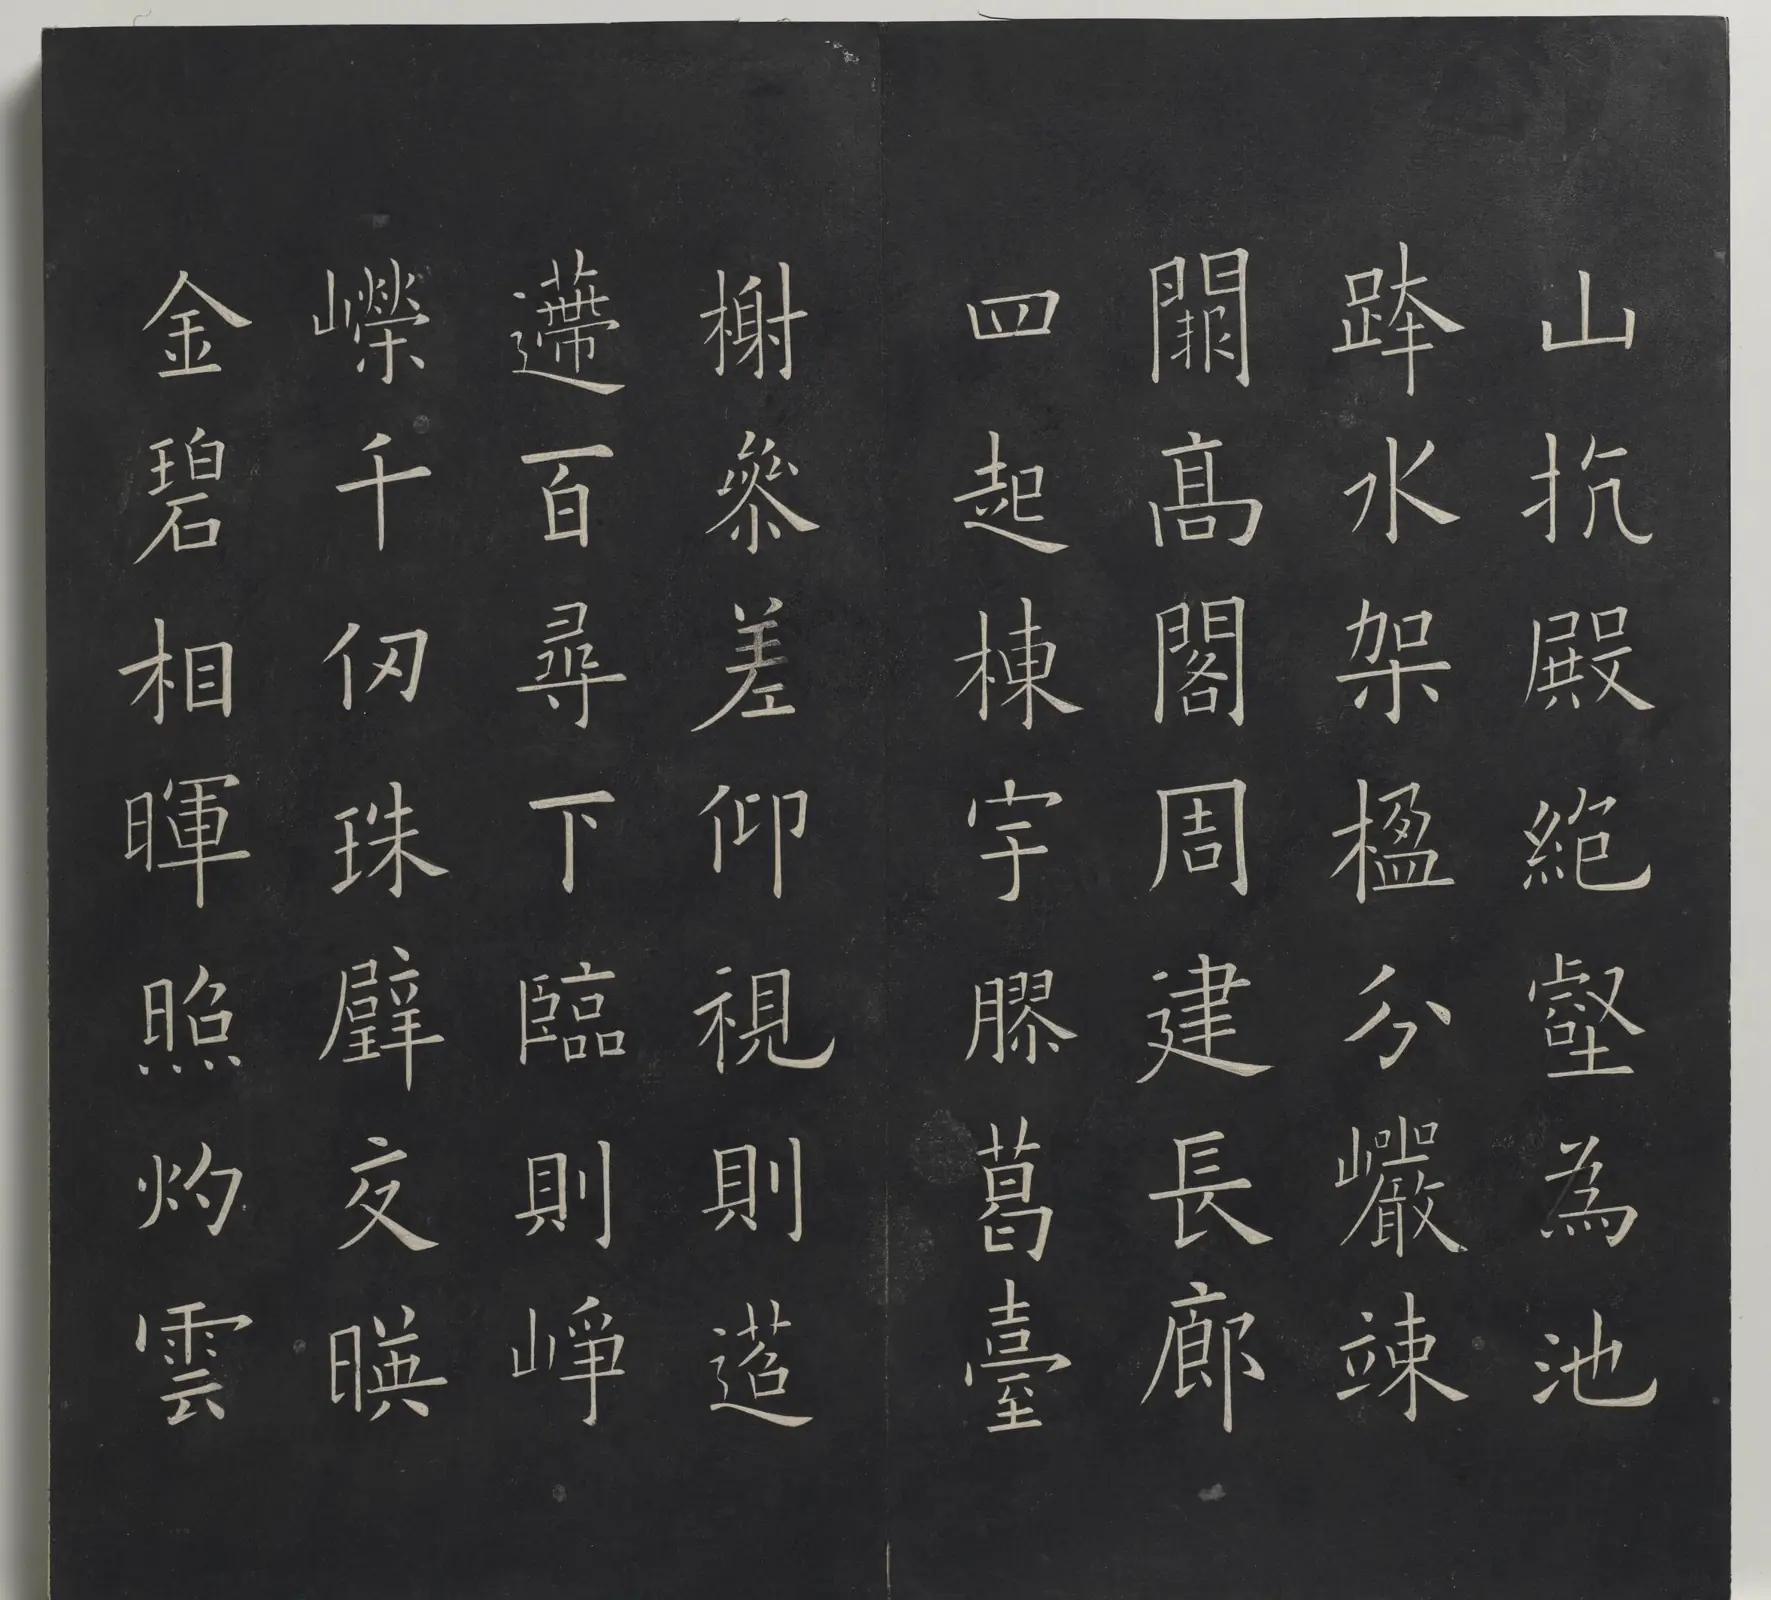 山抗殿絕壑為池
跨水架楹分巖竦
闕高閣周建長廊
四起棟宇膠葛臺
榭參差仰視則迢
遰百尋下臨則崢
嶸千仞珠璧交映
金碧相暉照灼雲